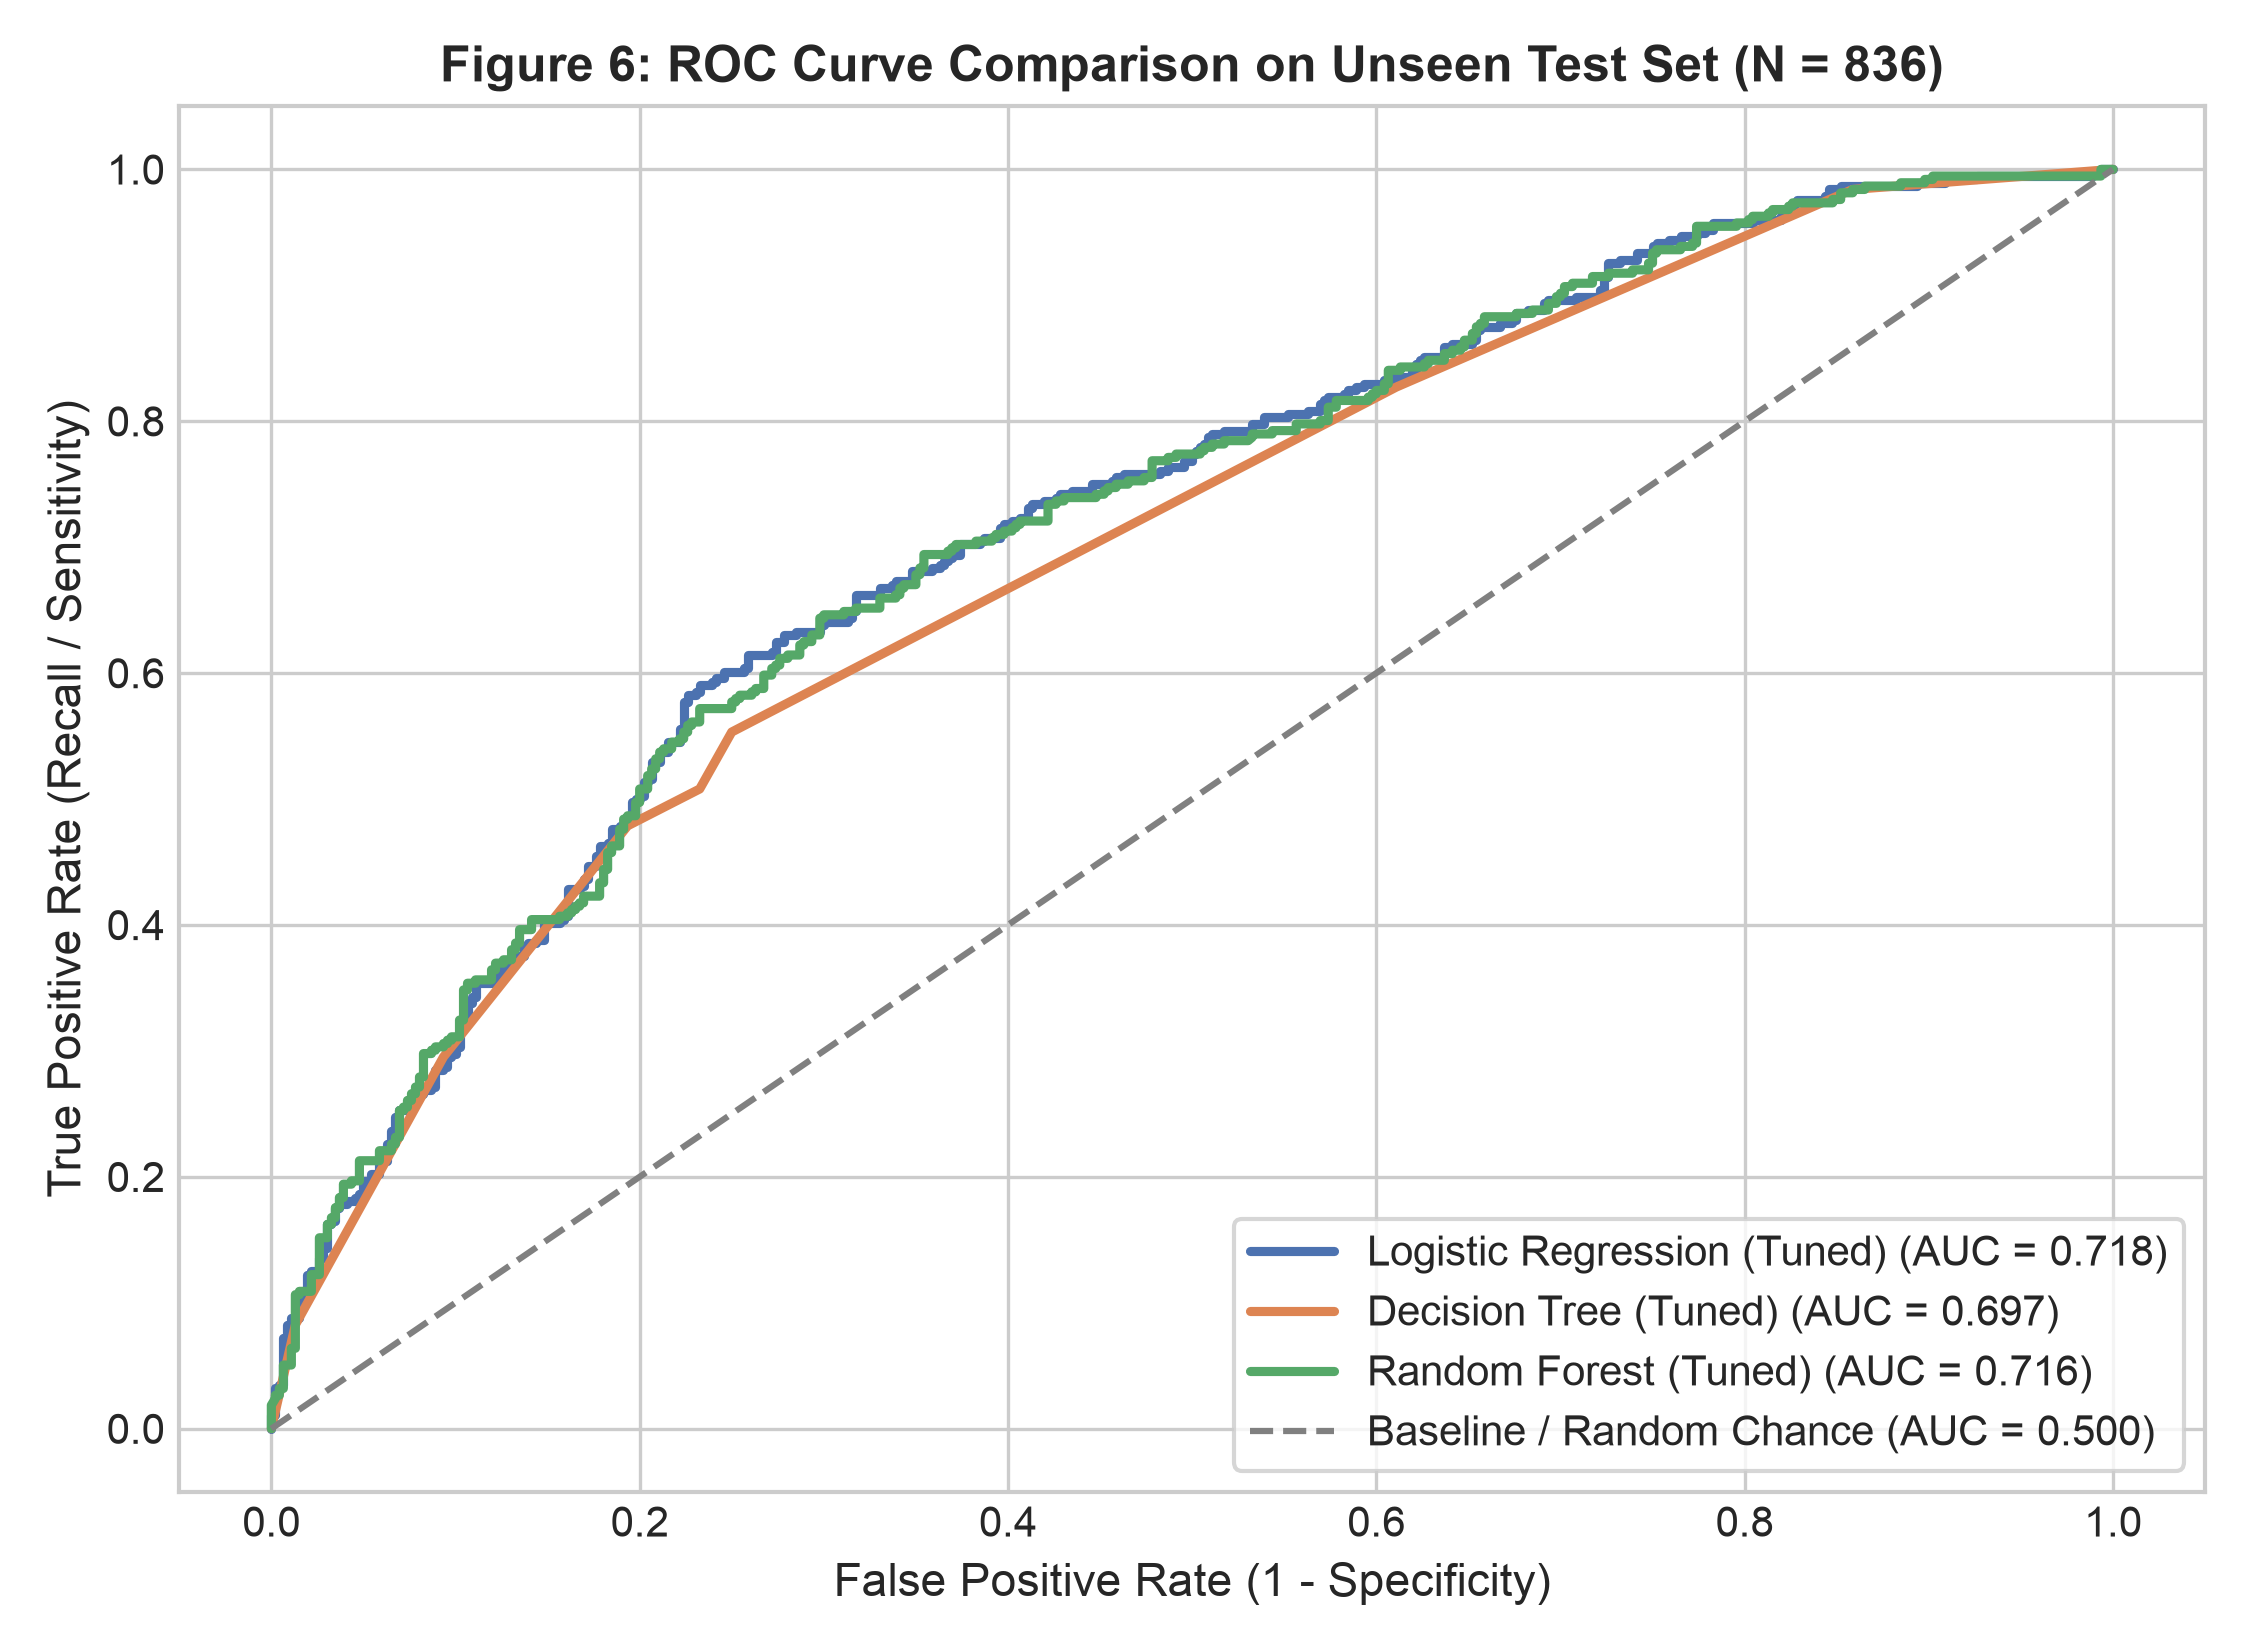 Figure 6: ROC Curve Comparison on Unseen Test Set (N = 836)
True Positive Rate (Recall / Sensitivity)
1.0
0.8
0.6
0.4
0.2
0.0
Logistic Regression (Tuned) (AUC = 0.718)
Decision Tree (Tuned) (AUC = 0.697)
Random Forest (Tuned) (AUC = 0.716)
Baseline / Random Chance (AUC = 0.500)
0.0 0.2 0.4 0.6 0.8 1.0
False Positive Rate (1 - Specificity)